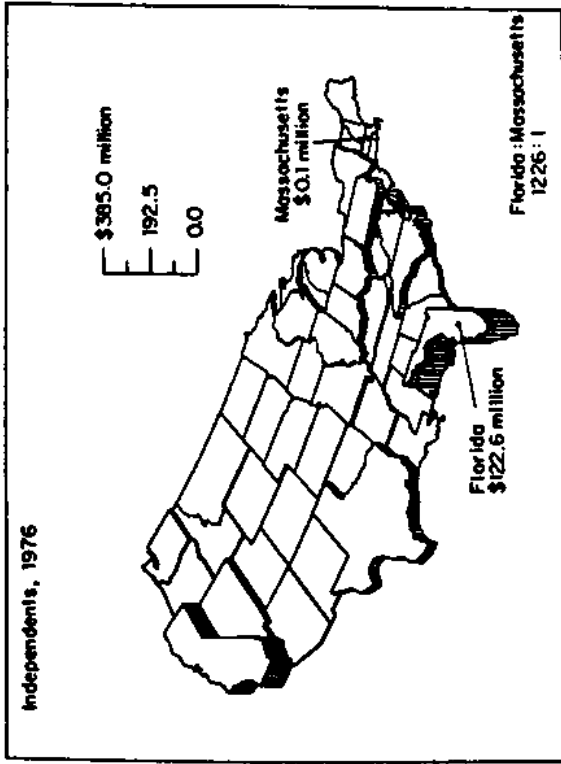 Independents, 1976
$385.0 million
192.5
0.0
Massachusetts
$0.1 million
Florida
$122.6 million
Florida:Massachusetts
1226:1